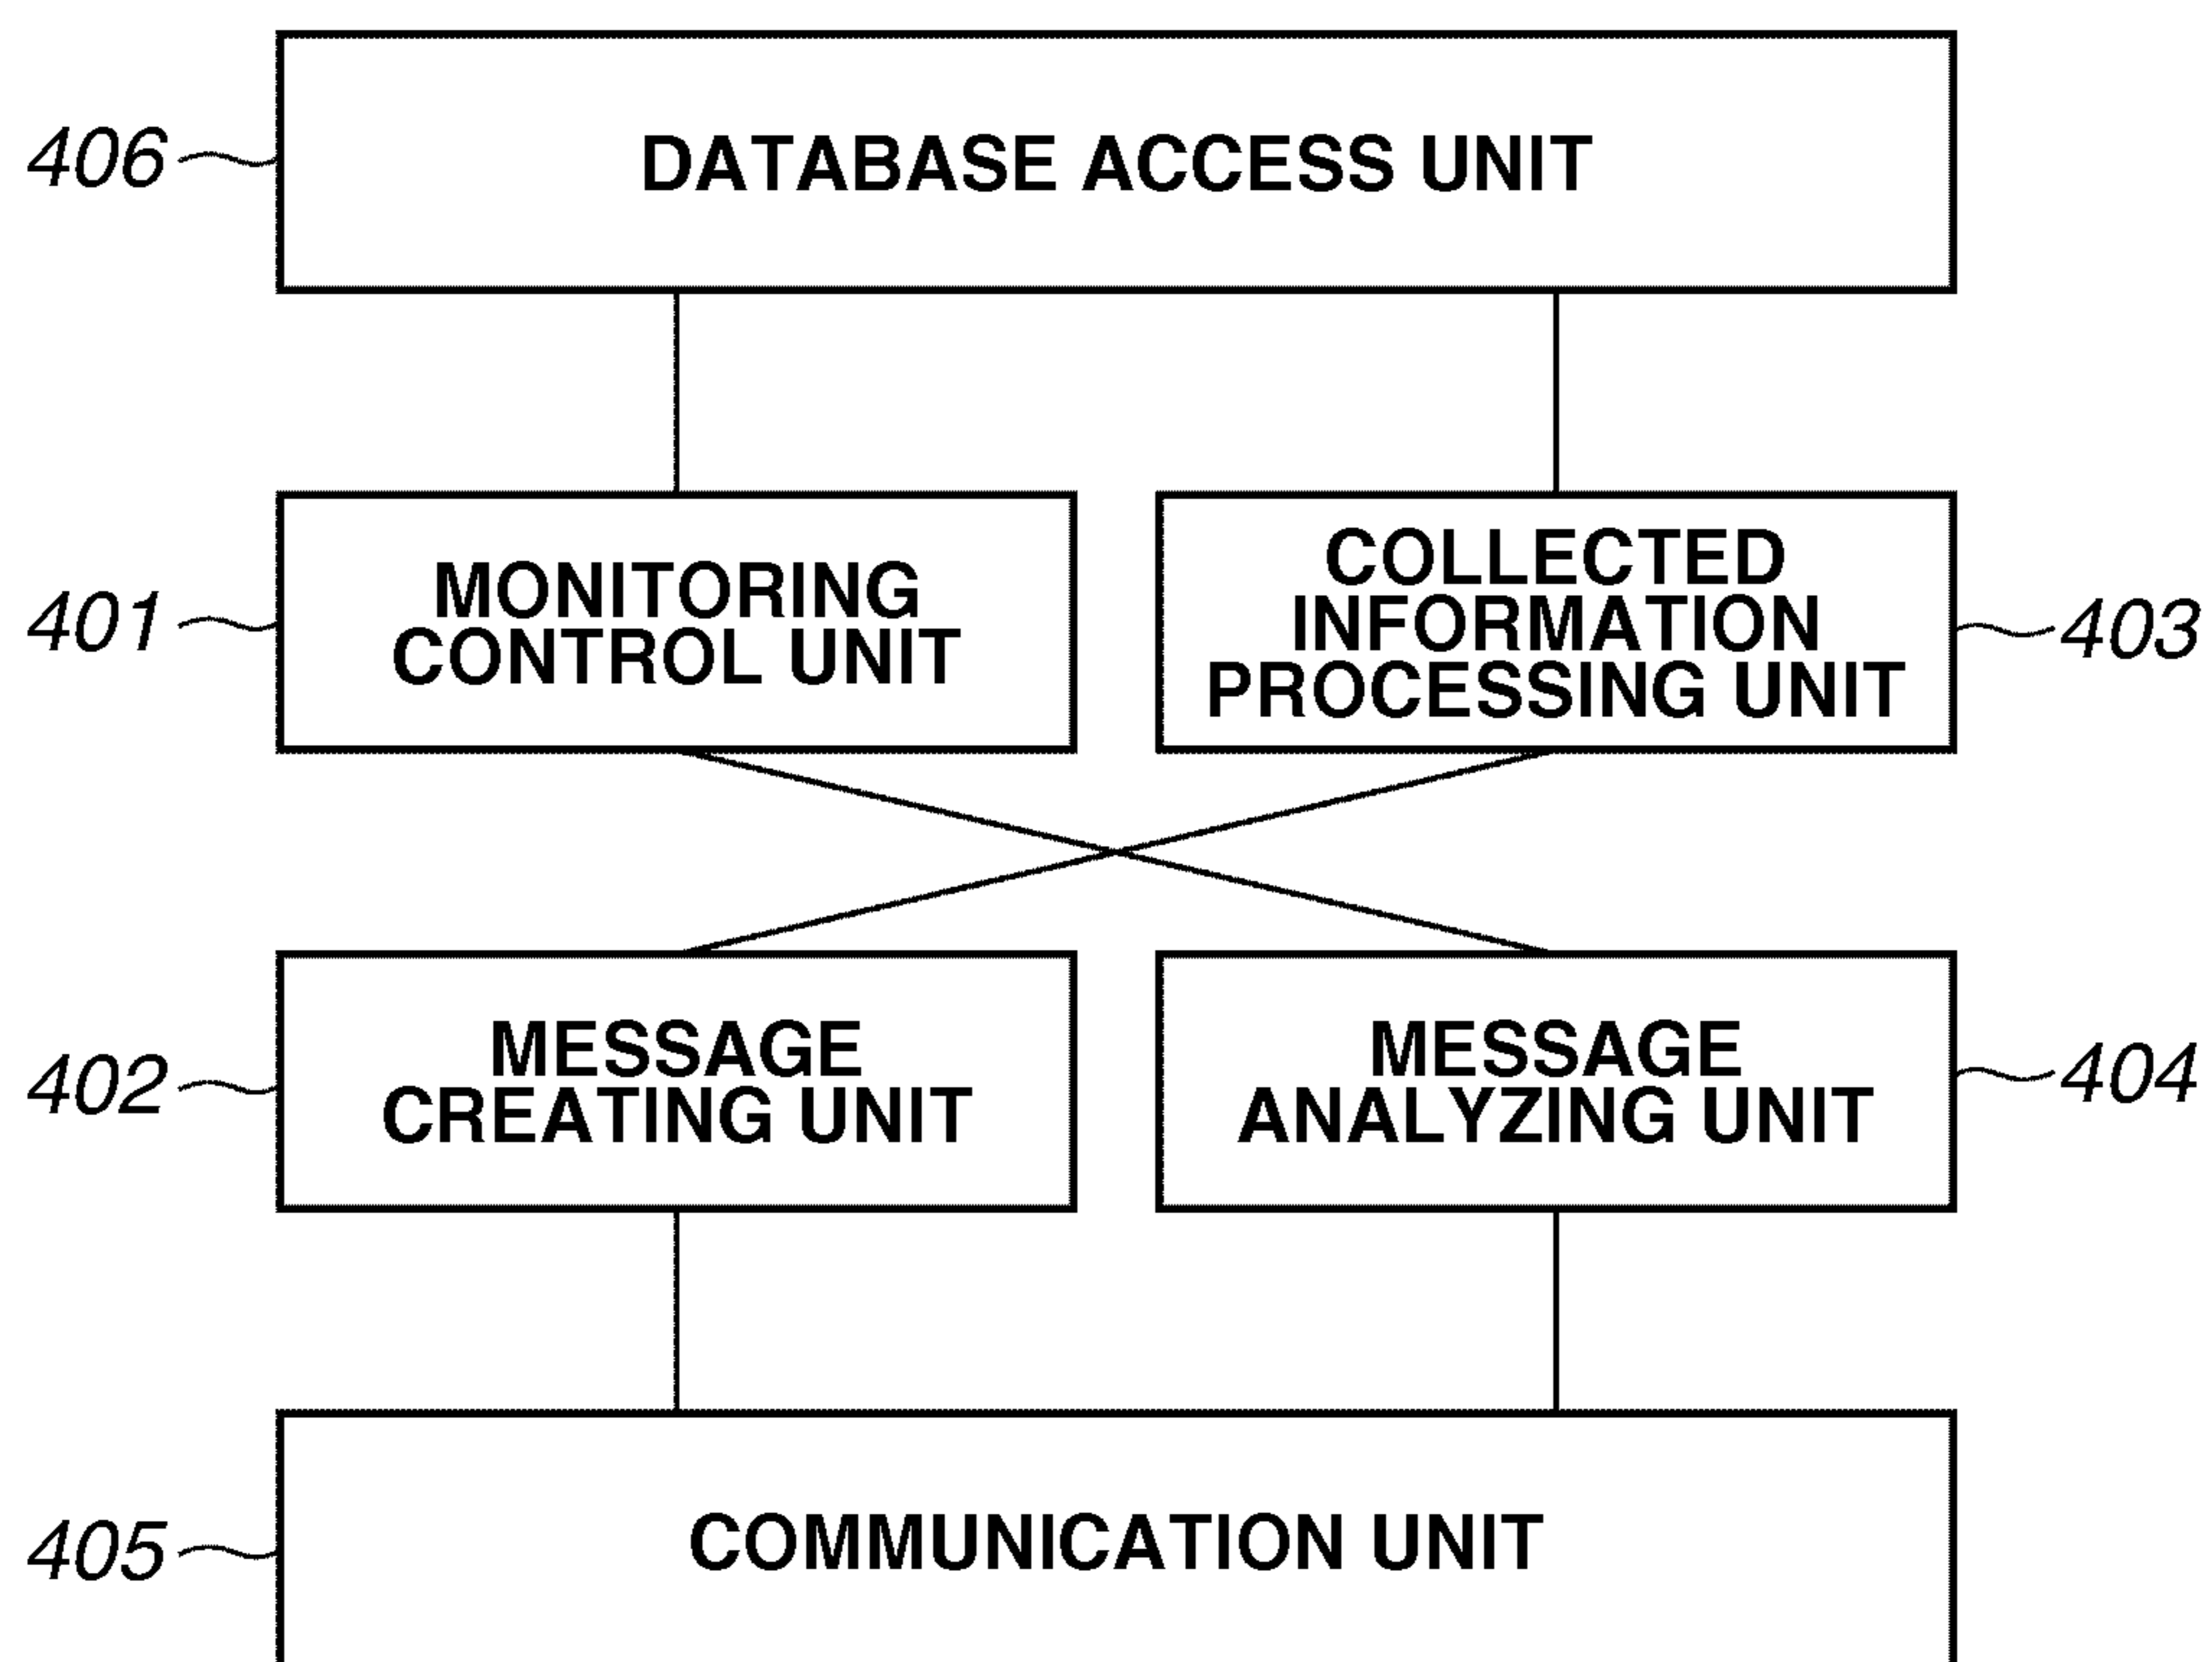 406
DATABASE ACCESS UNIT
401
MONITORING
CONTROL UNIT
COLLECTED
INFORMATION
PROCESSING UNIT
403
402
MESSAGE
CREATING UNIT
MESSAGE
ANALYZING UNIT
404
405
COMMUNICATION UNIT